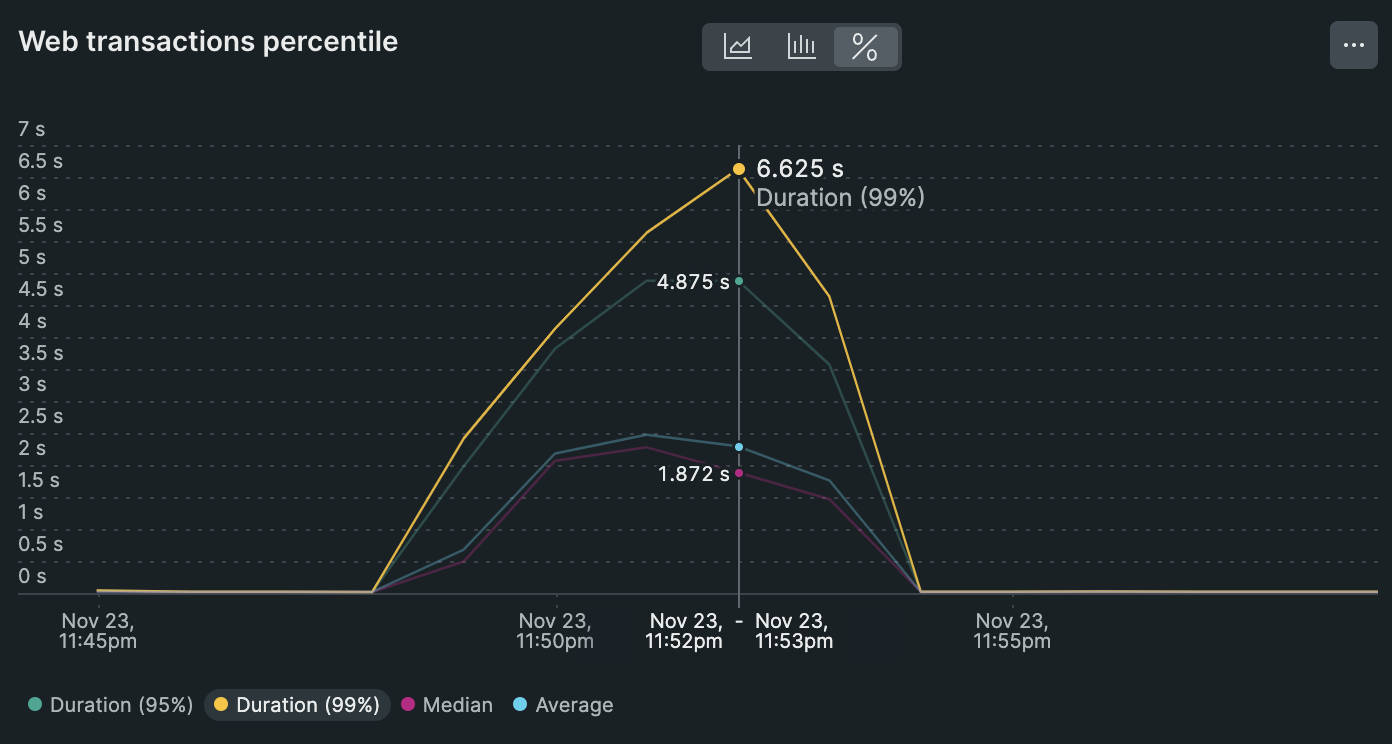 Web transactions percentile
7 s
6.5 s
6 s
5.5 s
5 s
4.5 s
4 s
3.5 s
3 s
2.5 s
2 s
1.5 s
1 s
0.5 s
0 s
6.625 s
Duration (99%)
4.875 s
1.872 s
Nov 23,
11:45pm
Nov 23,
11:50pm
Nov 23,
11:52pm
-
Nov 23,
11:53pm
Nov 23,
11:55pm
Duration (95%)
Duration (99%)
Median
Average